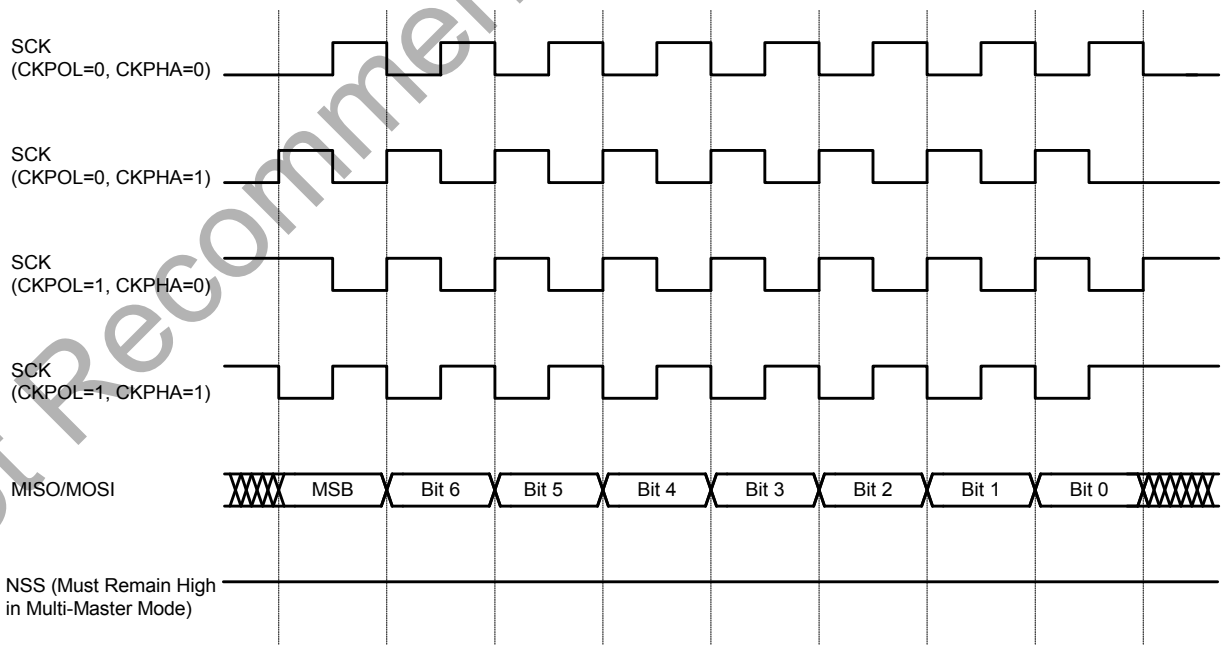 SCK
(CKPOL=0, CKPHA=0)
SCK
(CKPOL=0, CKPHA=1)
SCK
(CKPOL=1, CKPHA=0)
SCK
(CKPOL=1, CKPHA=1)
MISO/MOSI
MSB
Bit 6
Bit 5
Bit 4
Bit 3
Bit 2
Bit 1
Bit 0
NSS (Must Remain High
in Multi-Master Mode)